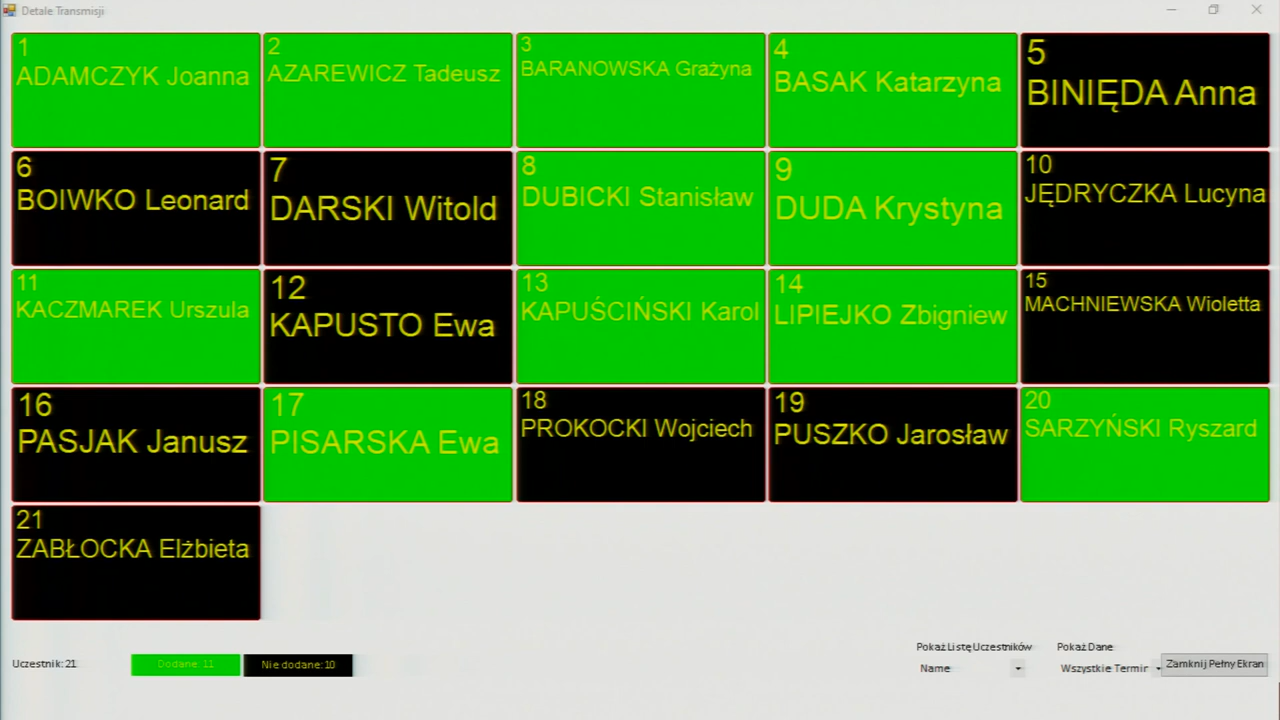 Detale Transmisji
1
ADAMCZYK Joanna
2
AZAREWICZ Tadeusz
3
BARANOWSKA Grażyna
4
BASAK Katarzyna
5
BINIĘDA Anna
6
BOIWKO Leonard
7
DARSKI Witold
8
DUBICKI Stanisław
9
DUDA Krystyna
10
JĘDRYCZKA Lucyna
11
KACZMAREK Urszula
12
KAPUSTO Ewa
13
KAPUŚCIŃSKI Karol
14
LIPIEJKO Zbigniew
15
MACHNIEWSKA Wioletta
16
PASJAK Janusz
17
PISARSKA Ewa
18
PROKOCKI Wojciech
19
PUSZKO Jarosław
20
SARZYŃSKI Ryszard
21
ZABŁOCKA Elżbieta
Uczestnik: 21
Dodane: 11
Nie dodane: 10
Pokaż Listę Uczestników
Name
Pokaż Dane
Wszystkie Termir
Zamknij Pełny Ekran